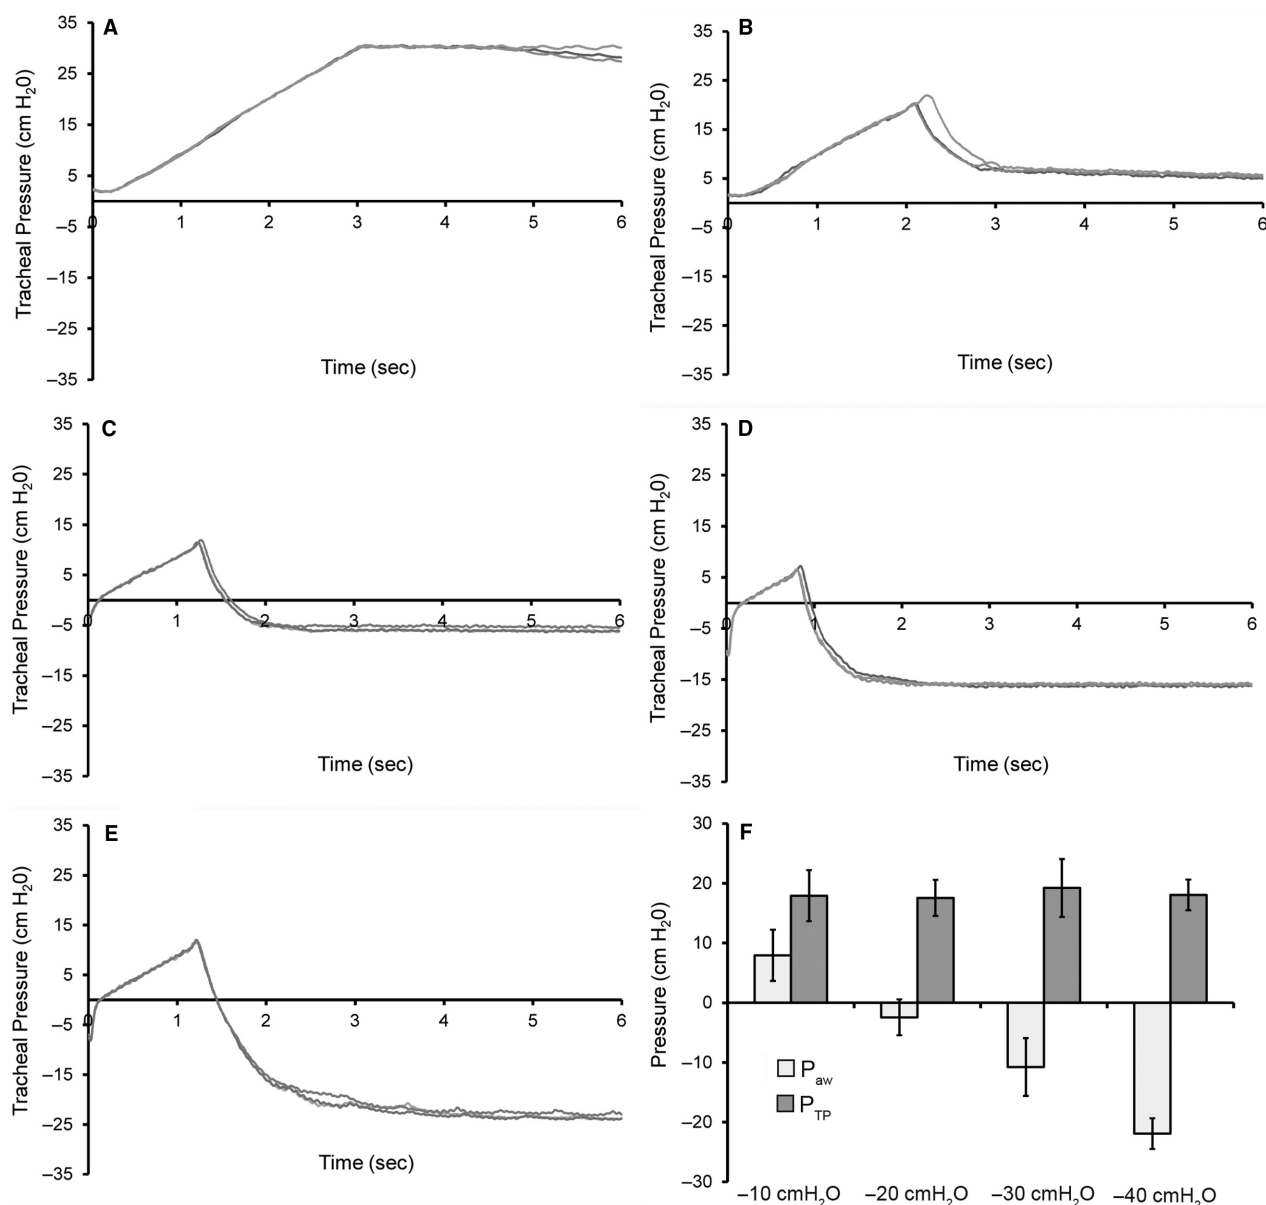 A
35
25
15
5
–5
–15
–25
–35
0 1 2 3 4 5 6
Tracheal Pressure (cm H₂0)
Time (sec)
B
35
25
15
5
–5
–15
–25
–35
0 1 2 3 4 5 6
Tracheal Pressure (cm H₂0)
Time (sec)
C
35
25
15
5
–5
–15
–25
–35
0 1 2 3 4 5 6
Tracheal Pressure (cm H₂0)
Time (sec)
D
35
25
15
5
–5
–15
–25
–35
0 1 2 3 4 5 6
Tracheal Pressure (cm H₂0)
Time (sec)
E
35
25
15
5
–5
–15
–25
–35
0 1 2 3 4 5 6
Tracheal Pressure (cm H₂0)
Time (sec)
F
30
20
10
0
–10
–20
–30
Pressure (cm H₂0)
P aw
P TP
–10 cmH₂O –20 cmH₂O –30 cmH₂O –40 cmH₂O